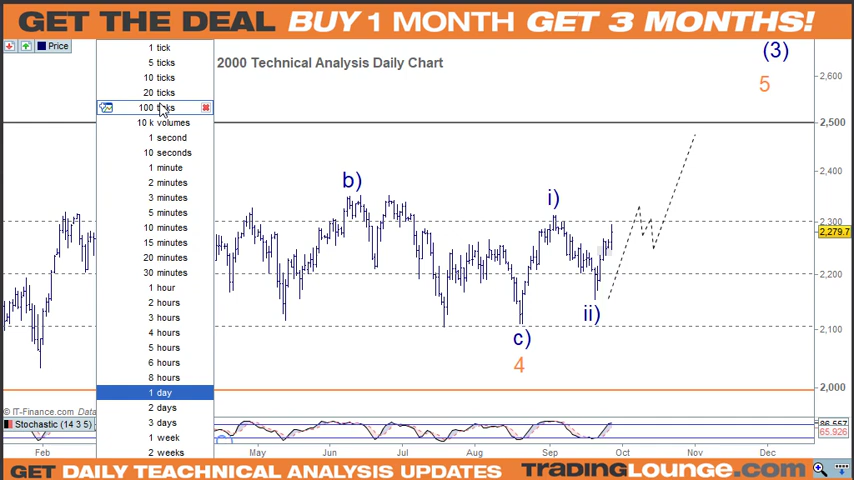 GET THE DEAL BUY 1 MONTH GET 3 MONTHS!
Price
2000 Technical Analysis Daily Chart
1 tick
5 ticks
10 ticks
20 ticks
100 ticks
10 k volumes
1 second
10 seconds
1 minute
2 minutes
3 minutes
5 minutes
10 minutes
15 minutes
20 minutes
30 minutes
1 hour
2 hours
3 hours
4 hours
5 hours
6 hours
8 hours
1 day
2 days
3 days
1 week
2 weeks
(3)
5
b)
i)
ii)
c)
4
2,600
2,500
2,400
2,300
2,279.7
2,200
2,100
2,000
© IT-Finance.com Data
Stochastic (14 3 5)
86.557
65.926
Feb May Jun Jul Aug Sep Oct Nov Dec
GET DAILY TEACHNICAL ANALYSIS UPDATES TRADINGLOUNGE.com